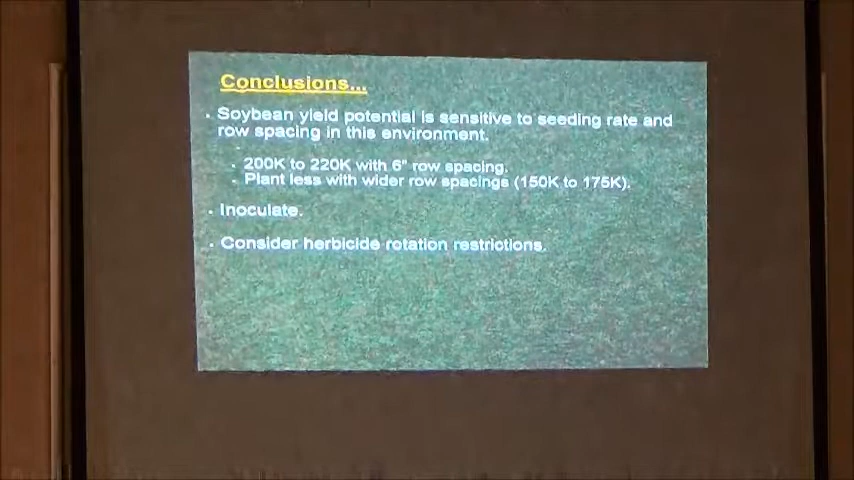 Conclusions...
• Soybean yield potential is sensitive to seeding rate and
row spacing in this environment.
• 200K to 220K with 6" row spacing.
• Plant less with wider row spacings (150K to 175K).
• Inoculate.
• Consider herbicide rotation restrictions.